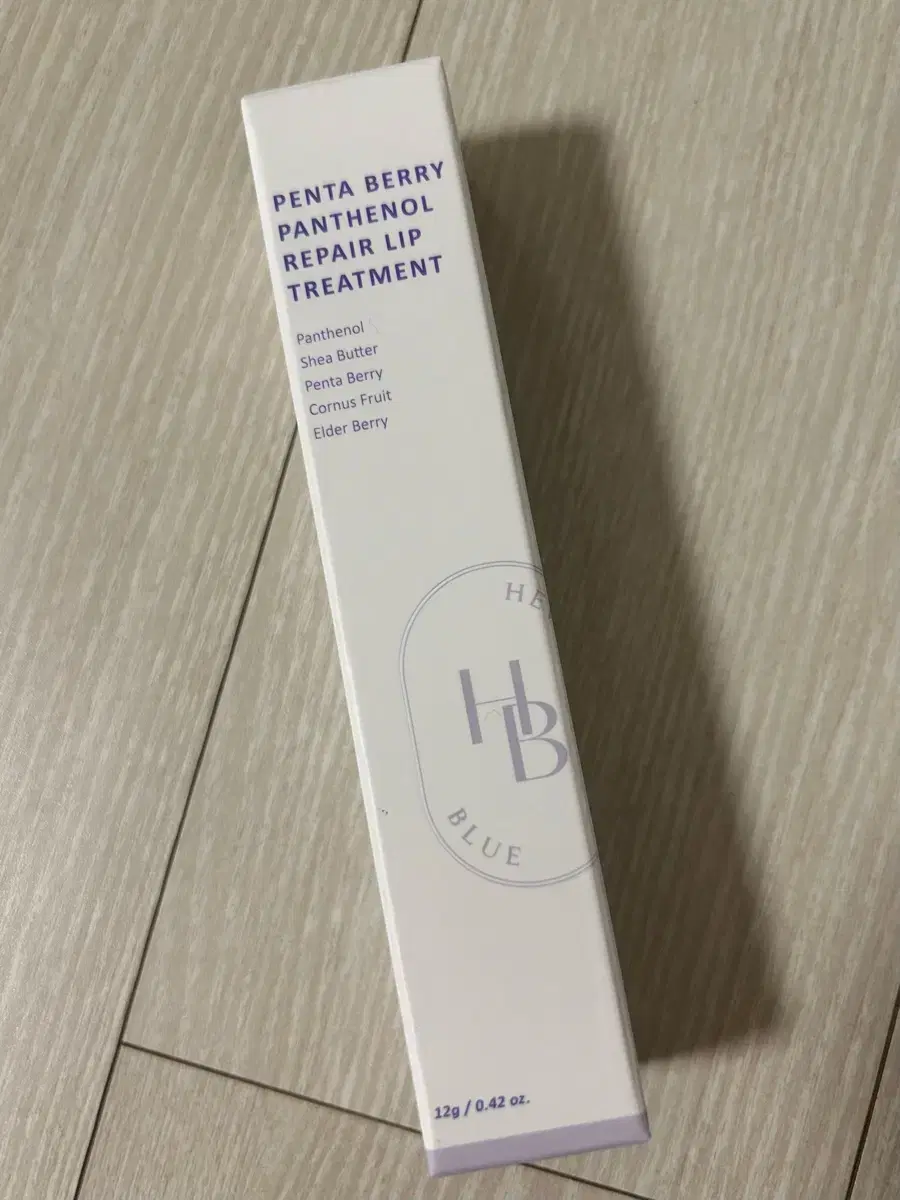 PENTA BERRY
PANTHENOL
REPAIR LIP
TREATMENT
Panthenol
Shea Butter
Penta Berry
Cornus Fruit
Elder Berry
HB
BLUE
12g / 0.42 oz.